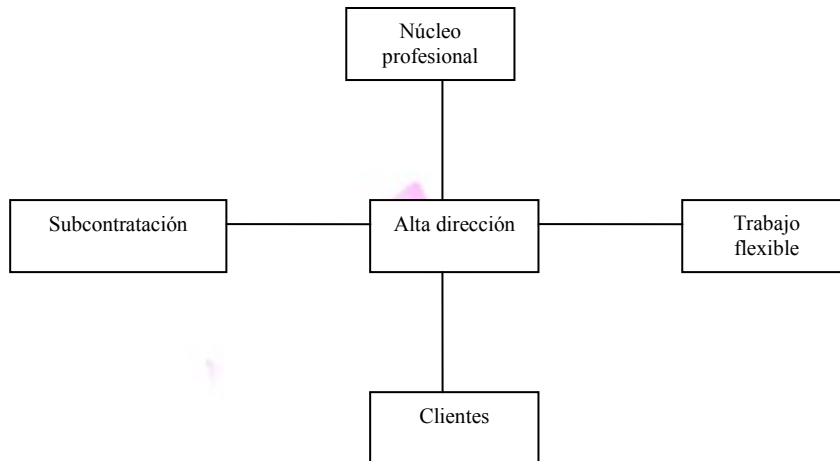 Núcleo
profesional
Subcontratación
Alta dirección
Trabajo
flexible
Clientes